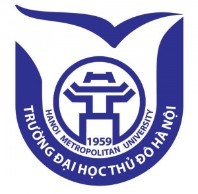 HANOI METROPOLITAN UNIVERSITY
1959
TRƯỜNG ĐẠI HỌC THỦ ĐÔ HÀ NỘI